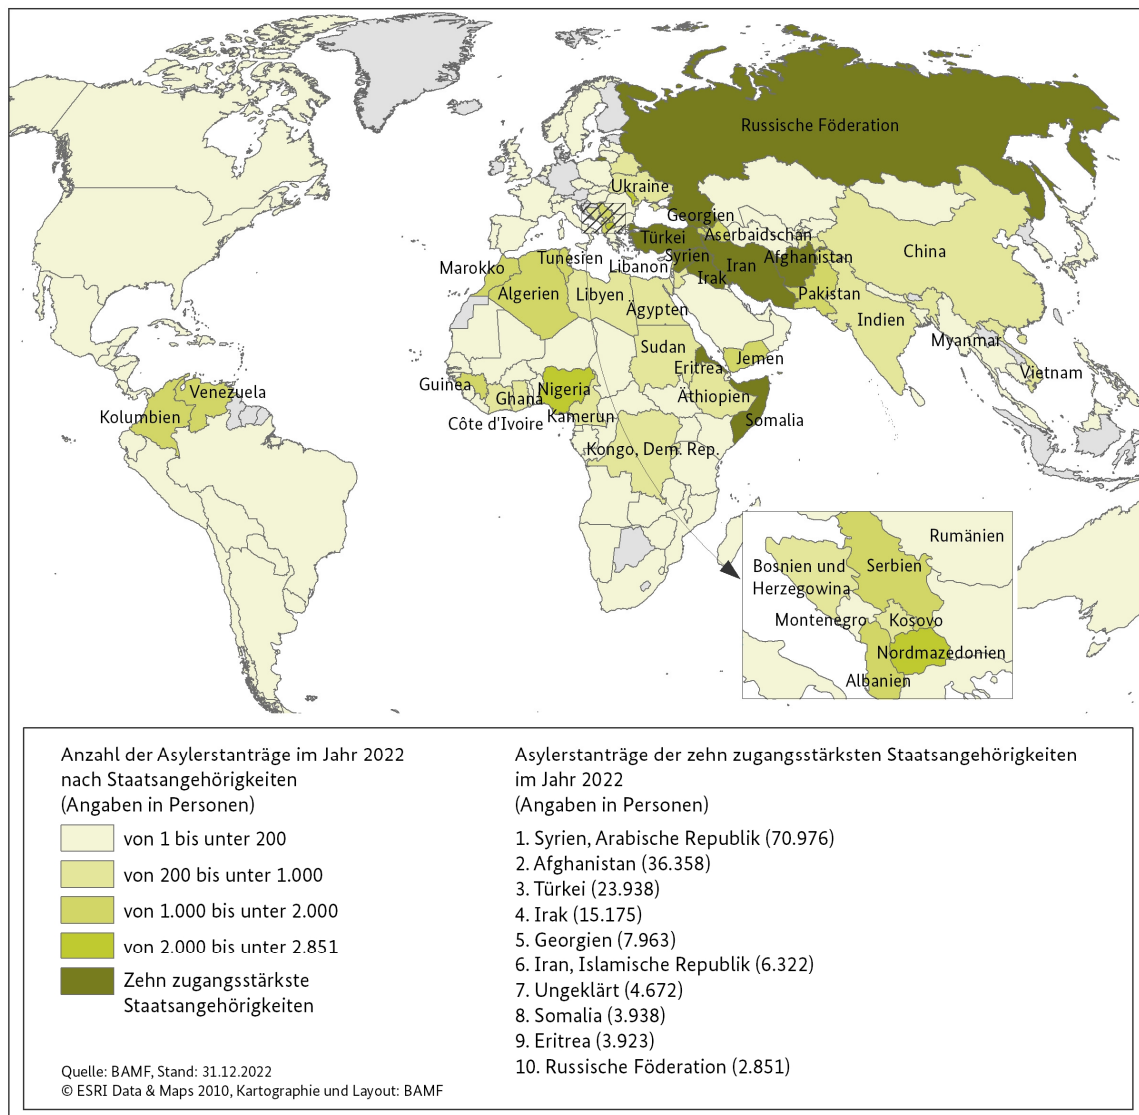 Russische Föderation
Ukraine
Georgien
Aserbaidschan
Türkei
Tunesien
Syrien
Afghanistan
Marokko
Libanon
Iran
Irak
China
Algerien
Libyen
Pakistan
Ägypten
Indien
Sudan
Myanmar
Jemen
Eritrea
Vietnam
Guinea
Nigeria
Venezuela
Ghana
Äthiopien
Kolumbien
Kamerun
Côte d'Ivoire
Somalia
Kongo, Dem. Rep.
Rumänien
Bosnien und
Herzegowina
Serbien
Montenegro
Kosovo
Nordmazedonien
Albanien
Anzahl der Asylerstanträge im Jahr 2022
nach Staatsangehörigkeiten
(Angaben in Personen)
von 1 bis unter 200
von 200 bis unter 1.000
von 1.000 bis unter 2.000
von 2.000 bis unter 2.851
Zehn zugangsstärkste
Staatsangehörigkeiten
Quelle: BAMF, Stand: 31.12.2022
© ESRI Data & Maps 2010, Kartographie und Layout: BAMF
Asylerstanträge der zehn zugangsstärksten Staatsangehörigkeiten
im Jahr 2022
(Angaben in Personen)
1. Syrien, Arabische Republik (70.976)
2. Afghanistan (36.358)
3. Türkei (23.938)
4. Irak (15.175)
5. Georgien (7.963)
6. Iran, Islamische Republik (6.322)
7. Ungeklärt (4.672)
8. Somalia (3.938)
9. Eritrea (3.923)
10. Russische Föderation (2.851)